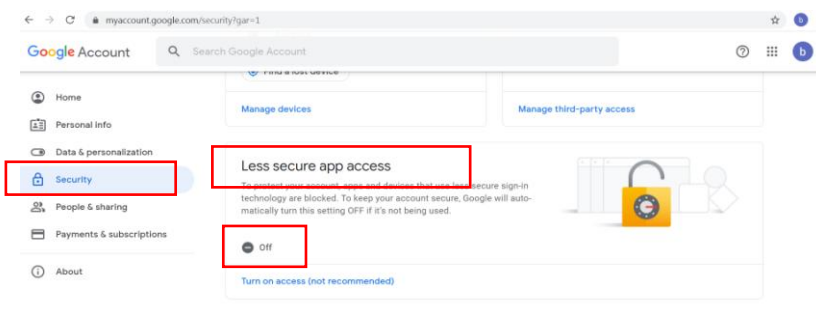 myaccount.google.com/security?gar=1
b
Google Account
Search Google Account
b
Find a lost device
Home
Manage devices
Manage third-party access
Personal info
Data & personalization
Less secure app access
Security
To protect your account, apps and devices that use less secure sign-in
technology are blocked. To keep your account secure, Google will auto-
matically turn this setting OFF if it's not being used.
People & sharing
Payments & subscriptions
Off
About
Turn on access (not recommended)